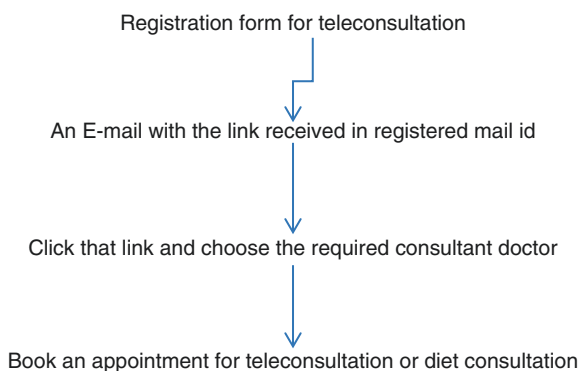 Registration form for teleconsultation
An E-mail with the link received in registered mail id
Click that link and choose the required consultant doctor
Book an appointment for teleconsultation or diet consultation